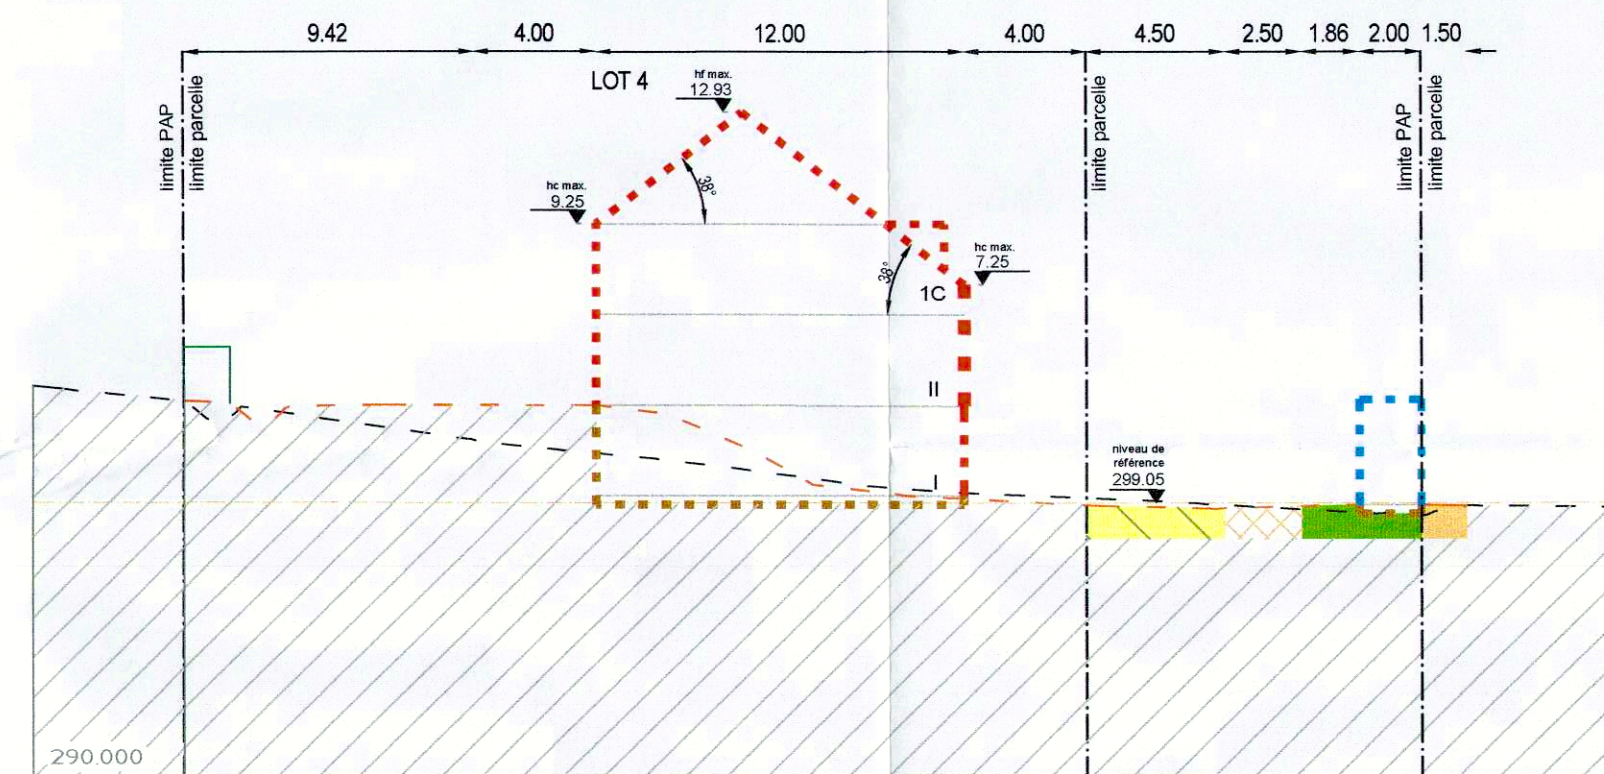 9.42 4.00 12.00 4.00 4.50 2.50 1.86 2.00 1.50
LOT 4
hf max.
12.93
limite PAP
limite parcelle
limite parcelle
limite PAP
limite parcelle
38°
hc max.
9.25
hc max.
7.25
38°
1C
II
niveau de
référence
299.05
I
290.000